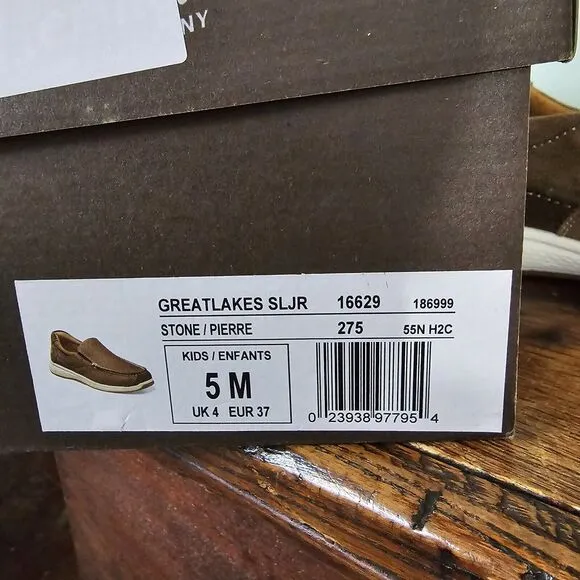 NY
GREATLAKES SLJR 16629 186999
STONE / PIERRE 275 55N H2C
KIDS / ENFANTS
5 M
UK 4 EUR 37
0 23938 97795 4